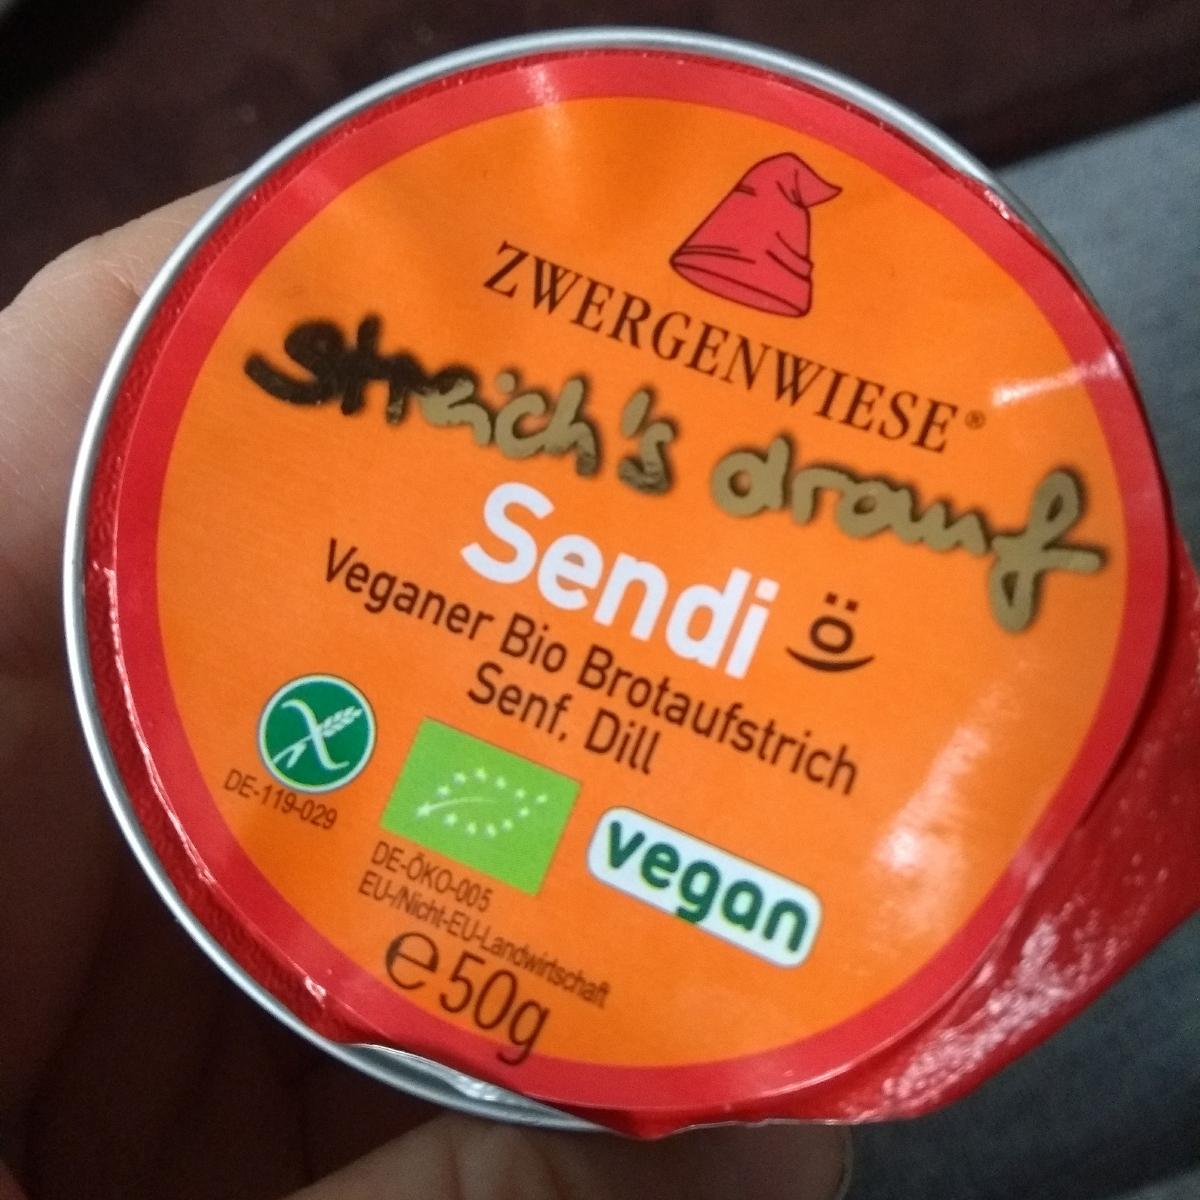 ZWERGENWIESE®
Streich's drauf
Sendi ö
Veganer Bio Brotaufstrich
Senf, Dill
DE-119-029
DE-ÖKO-005
EU-/Nicht-EU-Landwirtschaft
vegan
℮ 50g